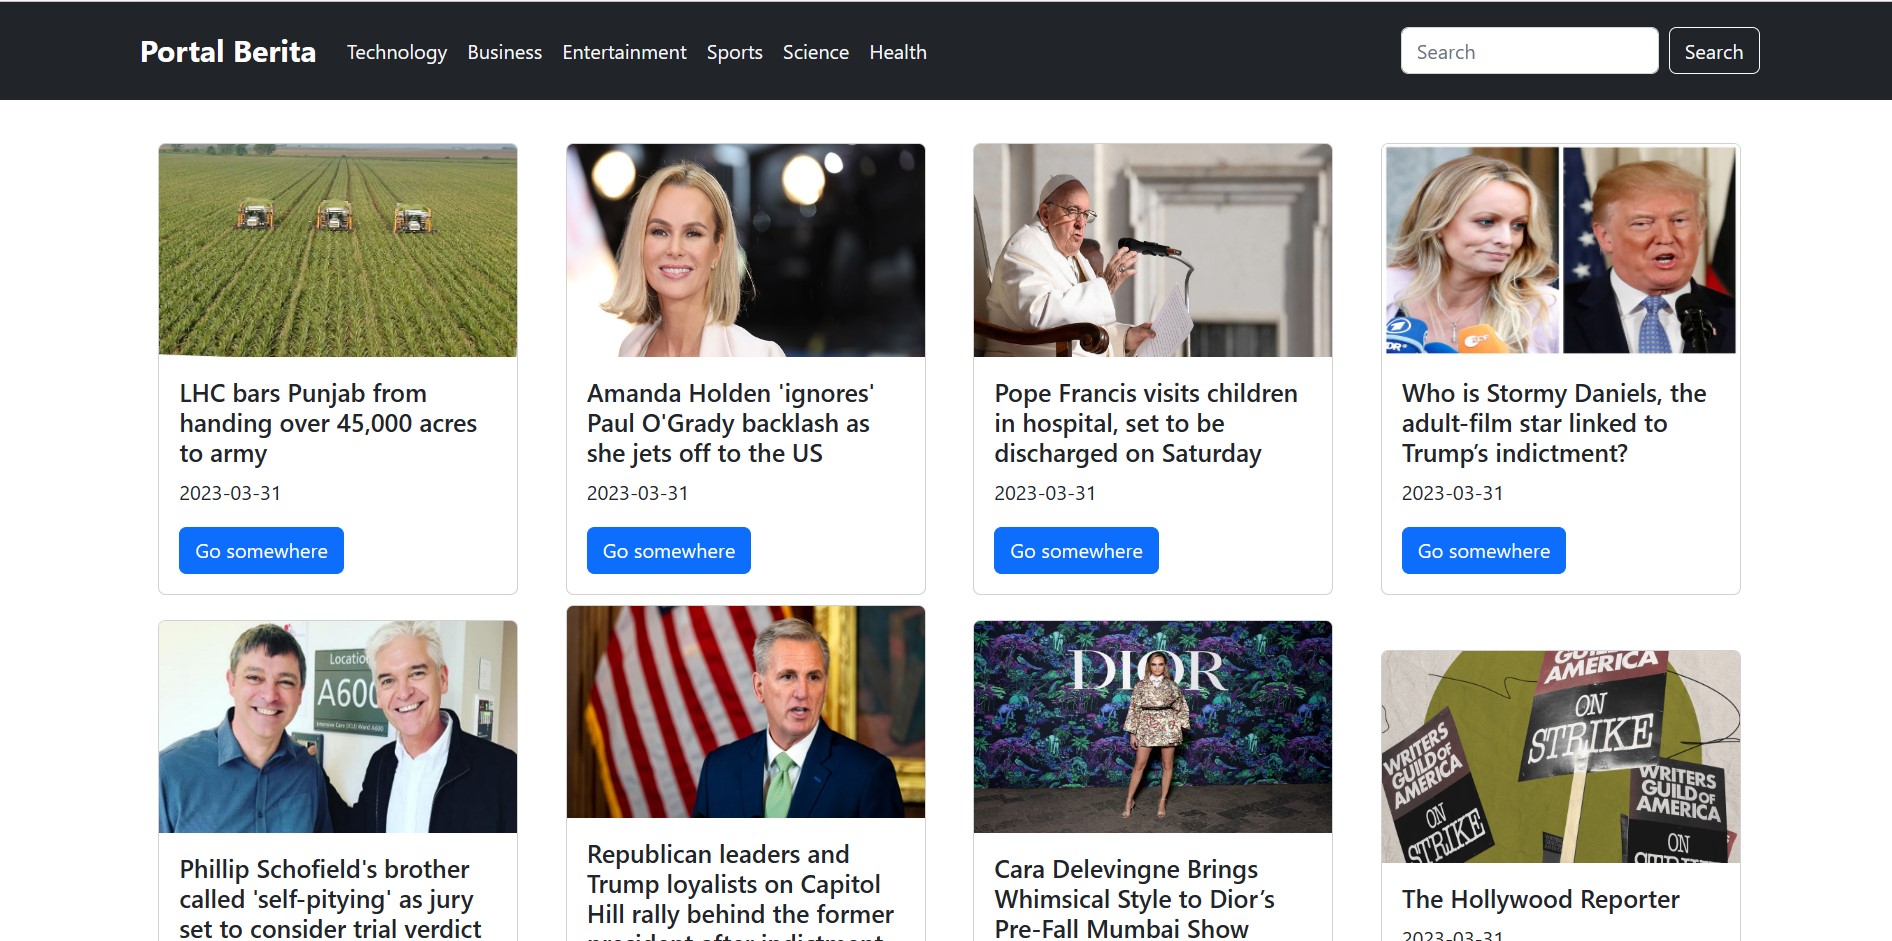 Portal Berita Technology Business Entertainment Sports Science Health Search Search
LHC bars Punjab from
handing over 45,000 acres
to army
2023-03-31
Go somewhere
Amanda Holden 'ignores'
Paul O'Grady backlash as
she jets off to the US
2023-03-31
Go somewhere
Pope Francis visits children
in hospital, set to be
discharged on Saturday
2023-03-31
Go somewhere
Who is Stormy Daniels, the
adult-film star linked to
Trump’s indictment?
2023-03-31
Go somewhere
Location
A600
Phillip Schofield's brother
called 'self-pitying' as jury
set to consider trial verdict
Republican leaders and
Trump loyalists on Capitol
Hill rally behind the former
president after indictment
DIOR
Cara Delevingne Brings
Whimsical Style to Dior’s
Pre-Fall Mumbai Show
GUILD OF
AMERICA
ON
STRIKE
WRITERS
GUILD OF
AMERICA
ON
STRIKE
WRITERS
GUILD OF
AMERICA
ON
STRIKE
The Hollywood Reporter
2023-03-31